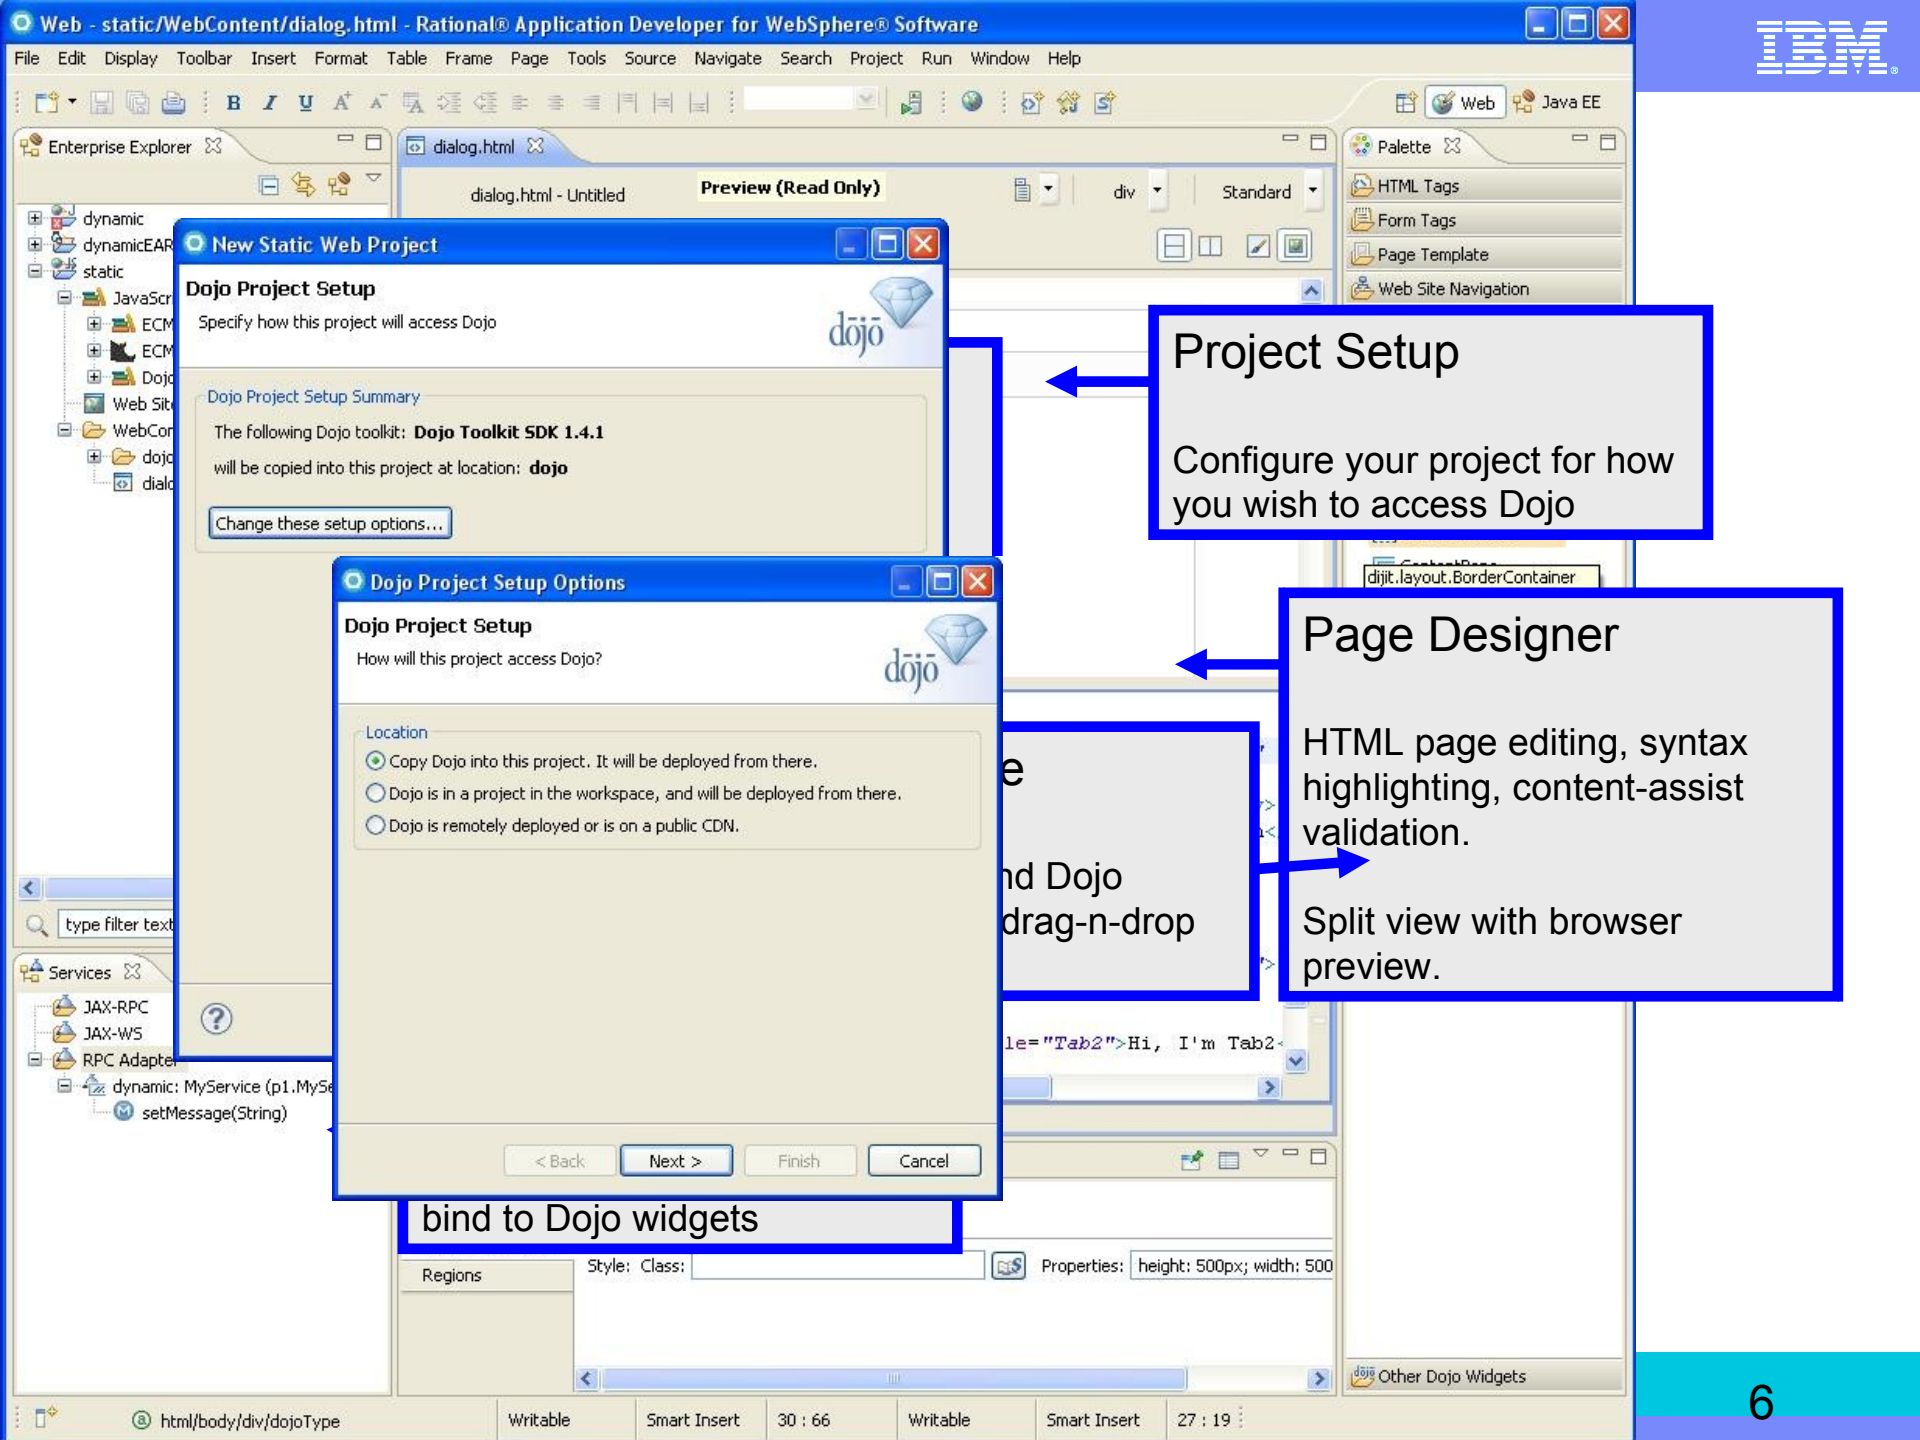 Web - static/WebContent/dialog.html - Rational® Application Developer for WebSphere® Software
IBM
File Edit Display Toolbar Insert Format Table Frame Page Tools Source Navigate Search Project Run Window Help
B I U A A
Web
Java EE
Enterprise Explorer
dialog.html
Palette
dialog.html - Untitled
Preview (Read Only)
div
Standard
HTML Tags
Form Tags
Page Template
Web Site Navigation
dynamic
dynamicEAR
static
JavaScri
ECM
ECM
Dojo
Web Site
WebCon
dojo
dialo
New Static Web Project
Dojo Project Setup
Specify how this project will access Dojo
dojo
Dojo Project Setup Summary
The following Dojo toolkit: Dojo Toolkit SDK 1.4.1
will be copied into this project at location: dojo
Change these setup options...
Project Setup
Configure your project for how
you wish to access Dojo
ContentPane
dijit.layout.BorderContainer
Dojo Project Setup Options
Dojo Project Setup
How will this project access Dojo?
dōjō
Location
Copy Dojo into this project. It will be deployed from there.
Dojo is in a project in the workspace, and will be deployed from there.
Dojo is remotely deployed or is on a public CDN.
< Back
Next >
Finish
Cancel
Page Designer
HTML page editing, syntax
highlighting, content-assist
validation.
Split view with browser
preview.
e
nd Dojo
drag-n-drop
le="Tab2">Hi, I'm Tab2<
type filter text
Services
JAX-RPC
JAX-WS
RPC Adapter
dynamic: MyService (p1.MySe
setMessage(String)
bind to Dojo widgets
Regions
Style: Class:
Properties: height: 500px; width: 500
Other Dojo Widgets
html/body/div/dojoType
Writable
Smart Insert
30 : 66
Writable
Smart Insert
27 : 19
6